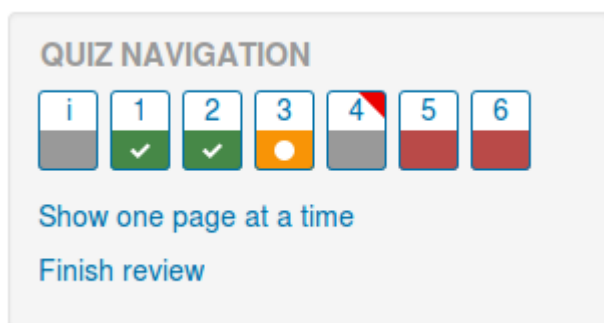 QUIZ NAVIGATION
i 1 2 3 4 5 6
Show one page at a time
Finish review